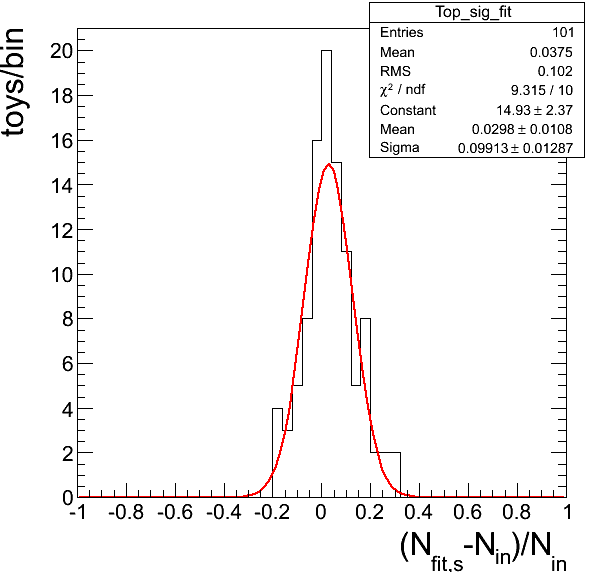 Top_sig_fit
Entries 101
Mean 0.0375
RMS 0.102
χ² / ndf 9.315 / 10
Constant 14.93 ± 2.37
Mean 0.0298 ± 0.0108
Sigma 0.09913 ± 0.01287
toys/bin
20
18
16
14
12
10
8
6
4
2
0
-1 -0.8 -0.6 -0.4 -0.2 0 0.2 0.4 0.6 0.8 1
(N_fit,s-N_in)/N_in